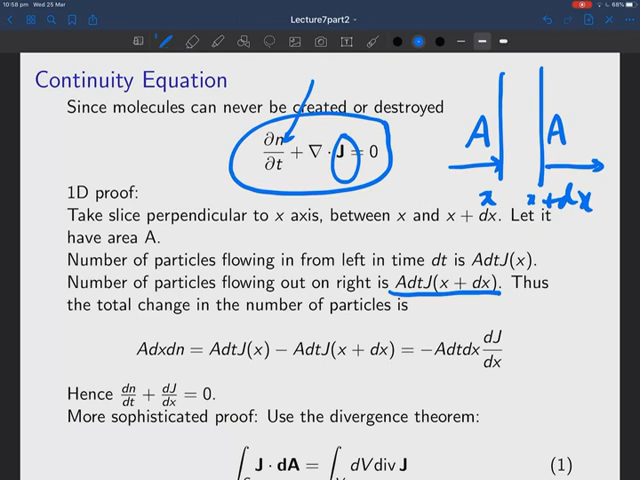 10:58 pm Wed 25 Mar
68%
Lecture7part2
Continuity Equation
Since molecules can never be created or destroyed
∂n/∂t + ∇ · J = 0
A A
x x+dx
1D proof:
Take slice perpendicular to x axis, between x and x + dx. Let it
have area A.
Number of particles flowing in from left in time dt is AdtJ(x).
Number of particles flowing out on right is AdtJ(x + dx). Thus
the total change in the number of particles is
Adxdn = AdtJ(x) − AdtJ(x + dx) = −Adtdx dJ/dx
Hence dn/dt + dJ/dx = 0.
More sophisticated proof: Use the divergence theorem:
∫ J · dA = ∫ dV div J (1)